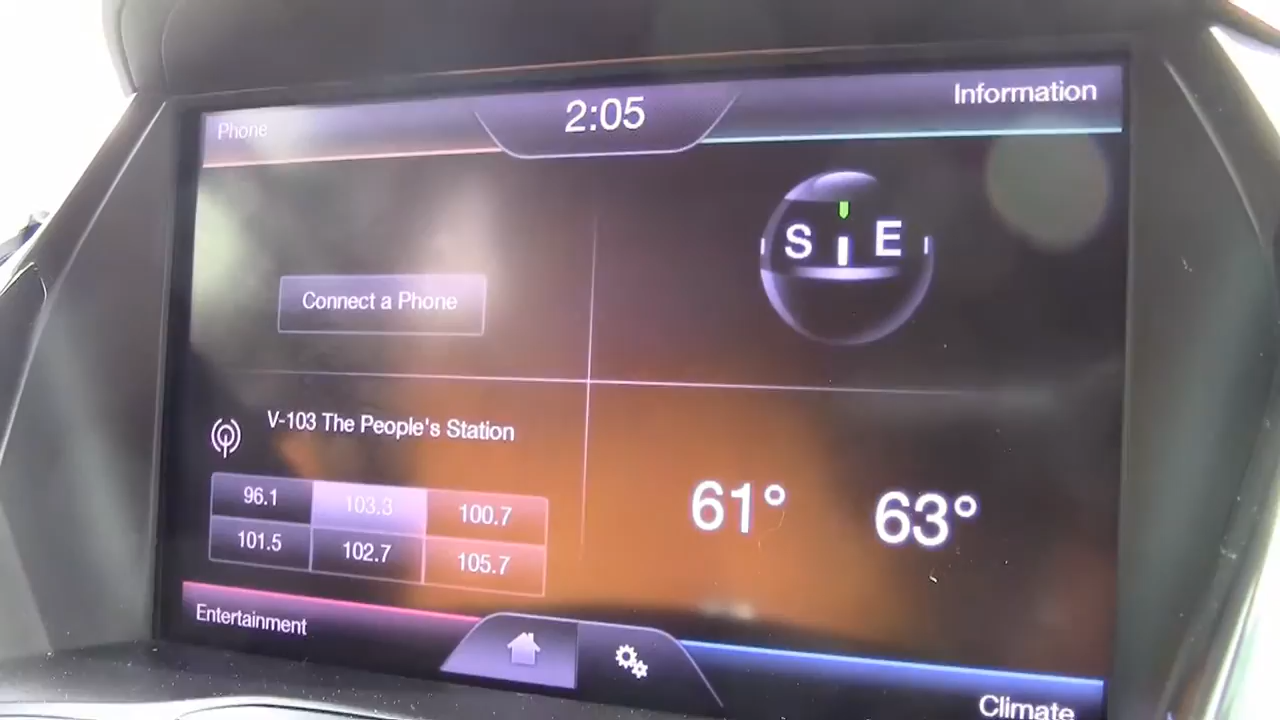 Phone
2:05
Information
S E
Connect a Phone
V-103 The People's Station
96.1 103.3 100.7
101.5 102.7 105.7
61° 63°
Entertainment
Climate